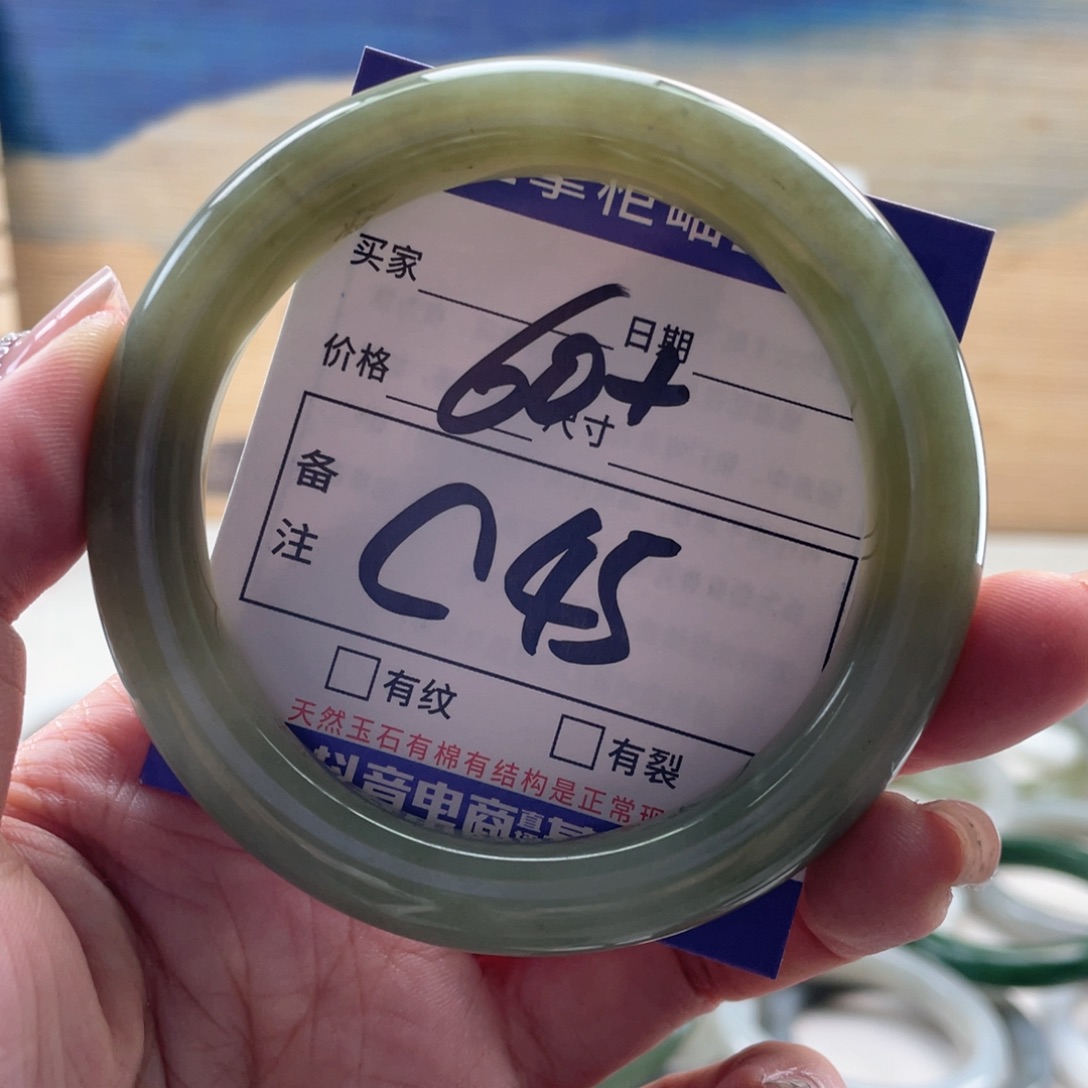 买家
日期
60+
价格
尺寸
备注
C45
有纹
有裂
天然玉石有棉有结构是正常现
抖音电商